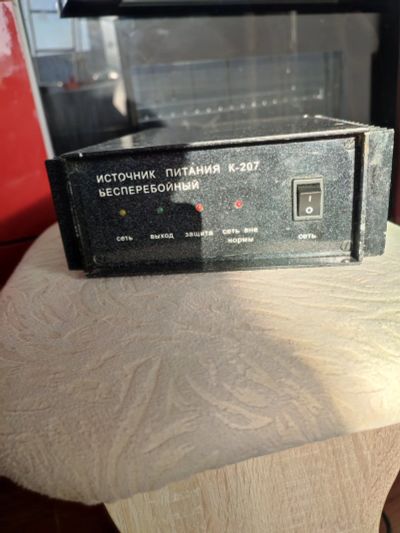 ИСТОЧНИК ПИТАНИЯ К-207
БЕСПЕРЕБОЙНЫЙ
сеть выход защита сеть вне нормы сеть
I
O